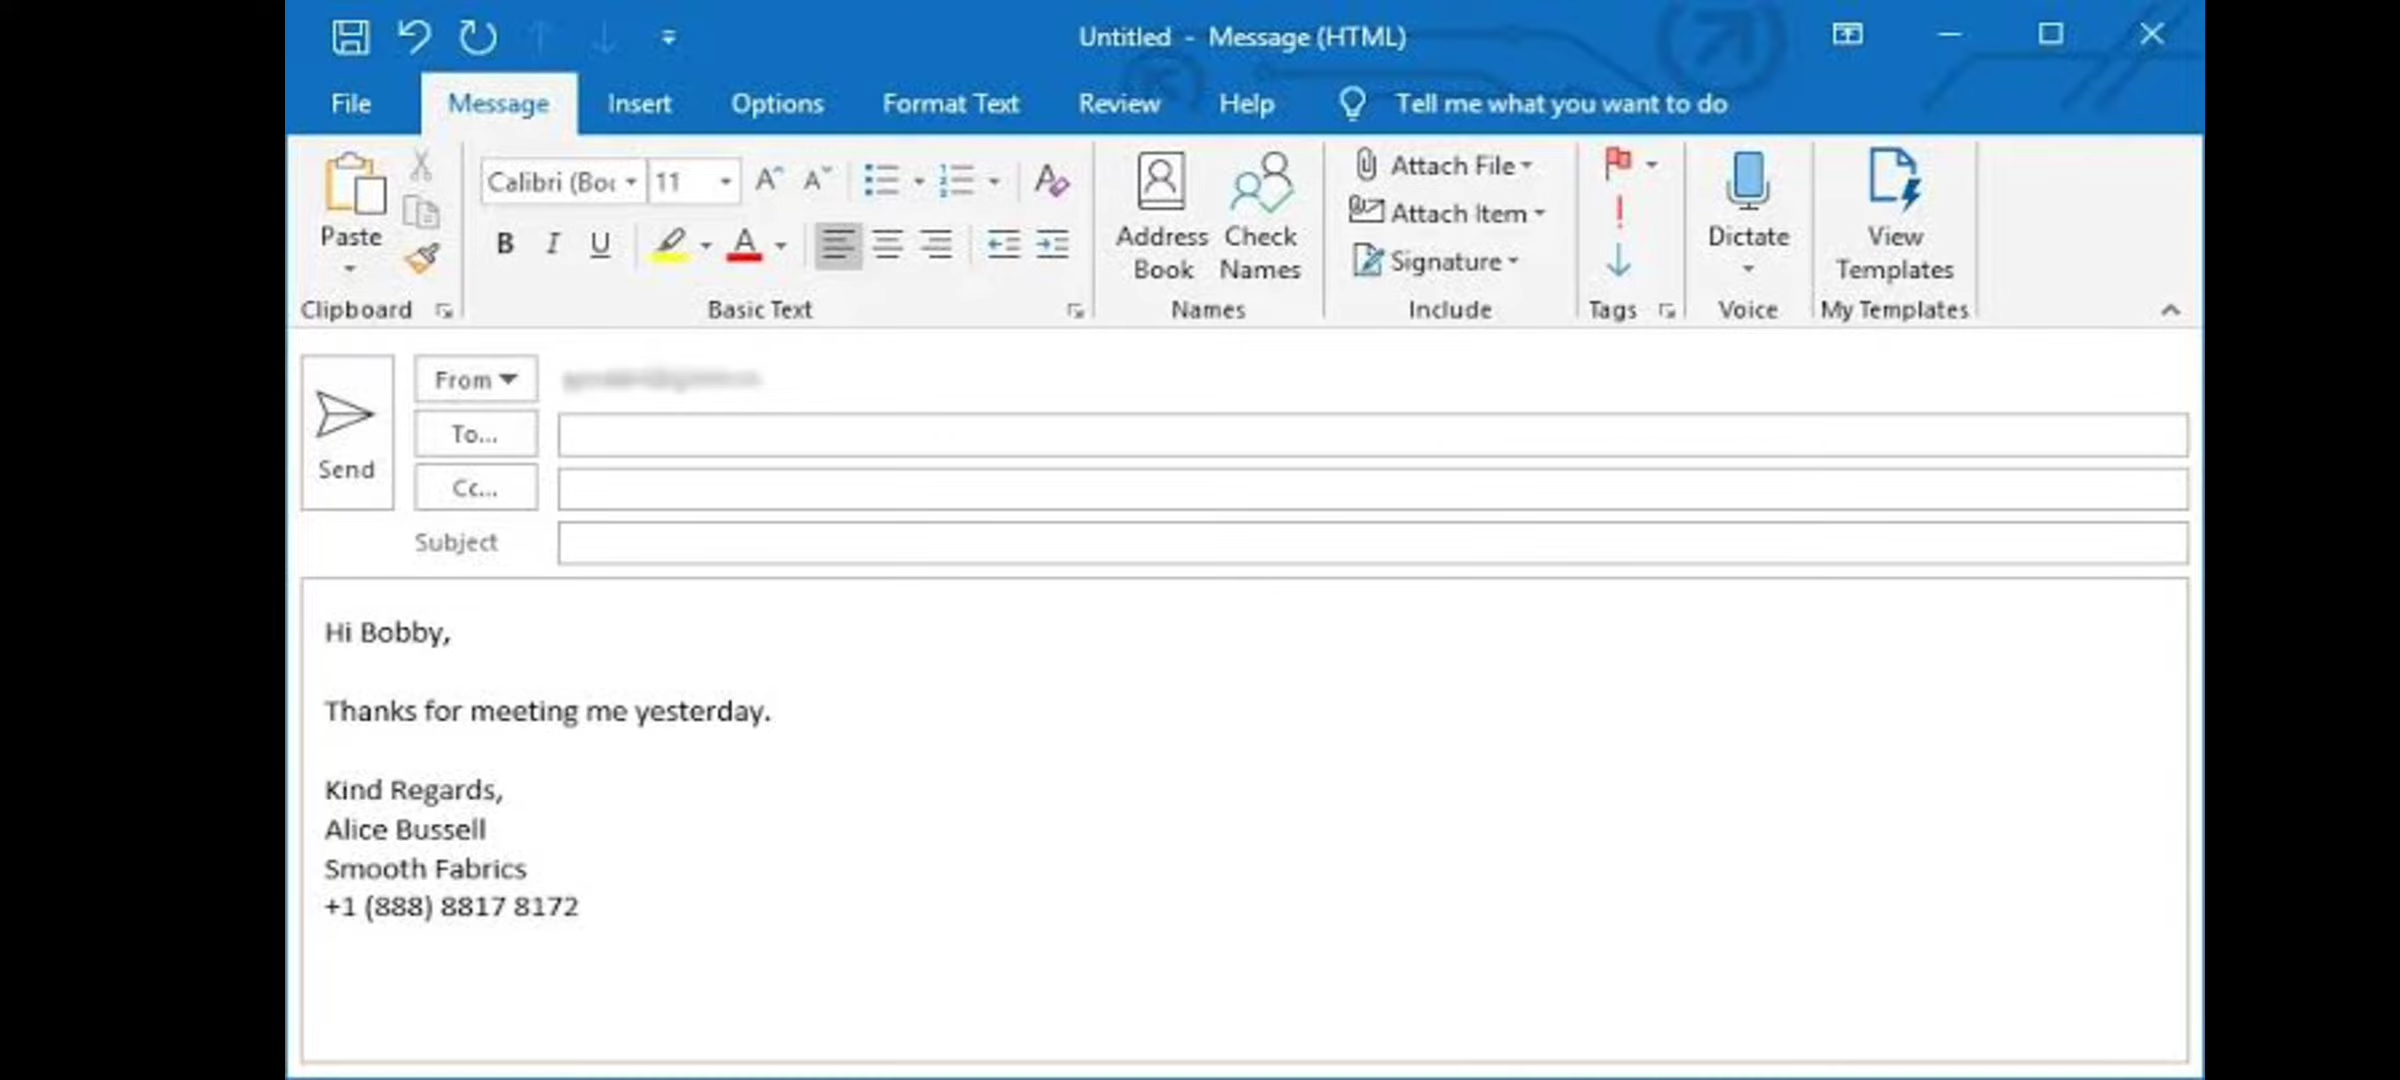 Untitled - Message (HTML)
File Message Insert Options Format Text Review Help Tell me what you want to do
Paste
Clipboard
Calibri (Bo 11
B I U A
Basic Text
Address Book
Check Names
Names
Attach File
Attach Item
Signature
Include
Tags
Dictate
Voice
View Templates
My Templates
Send
From
To...
Cc...
Subject
Hi Bobby,
Thanks for meeting me yesterday.
Kind Regards,
Alice Bussell
Smooth Fabrics
+1 (888) 8817 8172